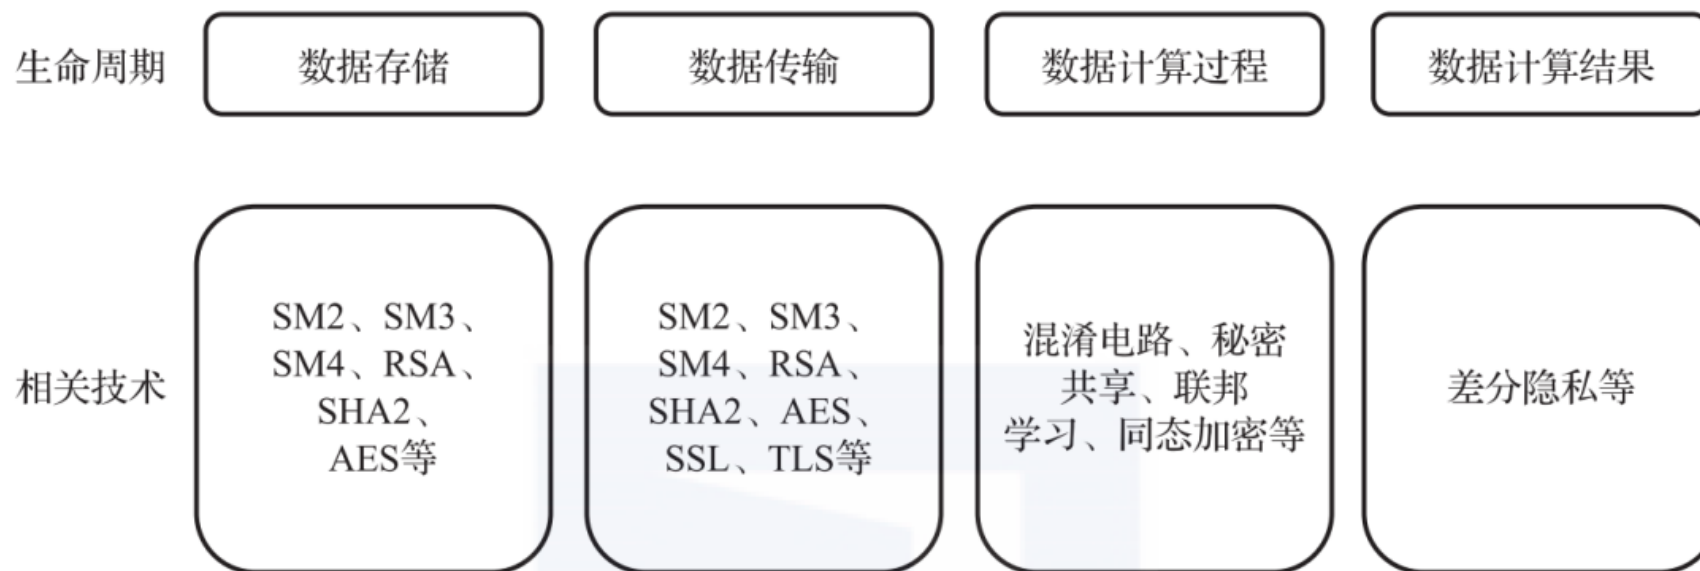 生命周期
数据存储
数据传输
数据计算过程
数据计算结果
相关技术
SM2、SM3、
SM4、RSA、
SHA2、
AES等
SM2、SM3、
SM4、RSA、
SHA2、AES、
SSL、TLS等
混淆电路、秘密
共享、联邦
学习、同态加密等
差分隐私等